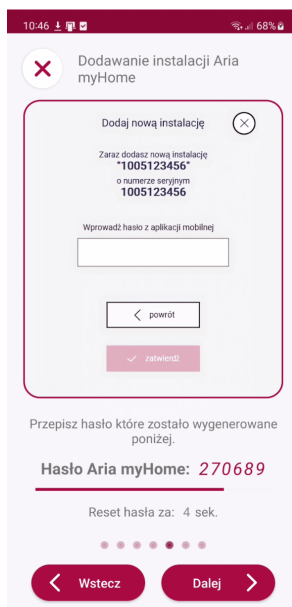 10:46 68%
Dodawanie instalacji Aria
myHome
Dodaj nową instalację
Zaraz dodasz nową instalację
"1005123456"
o numerze seryjnym
1005123456
Wprowadź hasło z aplikacji mobilnej
powrót
zatwierdź
Przepisz hasło które zostało wygenerowane
poniżej.
Hasło Aria myHome: 270689
Reset hasła za: 4 sek.
Wstecz Dalej